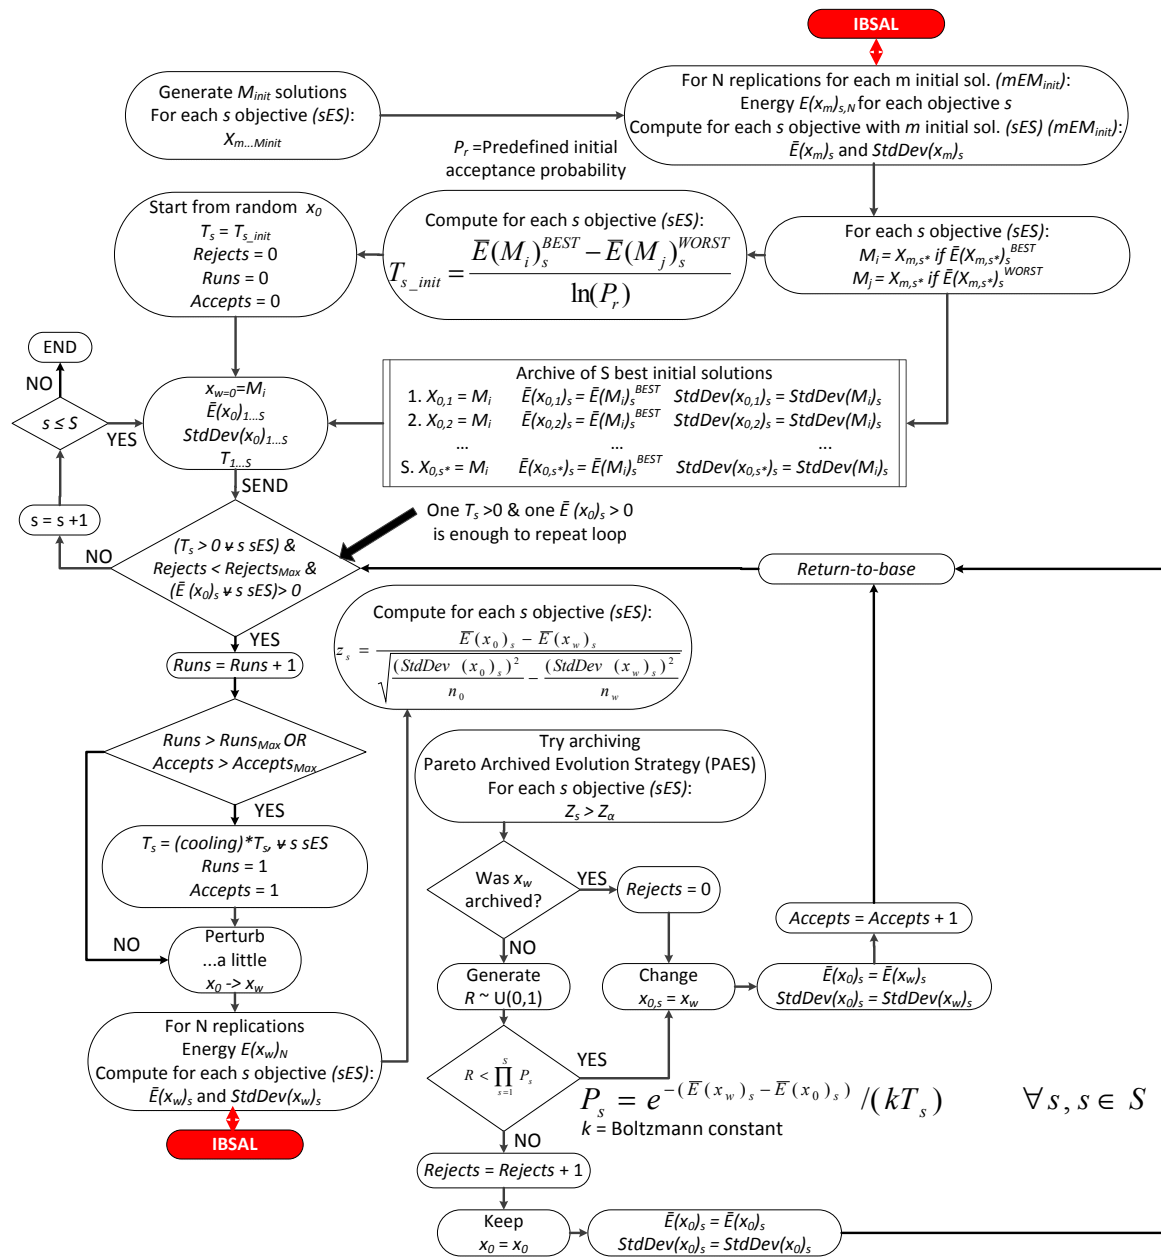 IBSAL
Generate M_init solutions
For each s objective (sES):
X_m...Minit
For N replications for each m initial sol. (mEM_init):
Energy E(x_m)_s,N for each objective s
Compute for each s objective with m initial sol. (sES) (mEM_init):
Ē(x_m)_s and StdDev(x_m)_s
P_r =Predefined initial
acceptance probability
Start from random x_0
T_s = T_s_init
Rejects = 0
Runs = 0
Accepts = 0
Compute for each s objective (sES):
T_s_init = (Ē(M_i)_s^BEST − Ē(M_j)_s^WORST) / ln(P_r)
For each s objective (sES):
M_i = X_m,s* if Ē(X_m,s*)_s^BEST
M_j = X_m,s* if Ē(X_m,s*)_s^WORST
END
NO
s ≤ S
YES
s = s +1
x_w=0=M_i
Ē(x_0)_1...S
StdDev(x_0)_1...S
T_1...S
SEND
Archive of S best initial solutions
1. X_0,1 = M_i Ē(x_0,1)_s = Ē(M_i)_s^BEST StdDev(x_0,1)_s = StdDev(M_i)_s
2. X_0,2 = M_i Ē(x_0,2)_s = Ē(M_i)_s^BEST StdDev(x_0,2)_s = StdDev(M_i)_s
... ... ...
S. X_0,s* = M_i Ē(x_0,s*)_s = Ē(M_i)_s^BEST StdDev(x_0,s*)_s = StdDev(M_i)_s
One T_s >0 & one Ē (x_0)_s > 0
is enough to repeat loop
(T_s > 0 ∀ s sES) &
Rejects < Rejects_Max &
(Ē (x_0)_s ∀ s sES)> 0
NO
YES
Return-to-base
Runs = Runs + 1
Compute for each s objective (sES):
z_s = (Ē(x_0)_s − Ē(x_w)_s) / √((StdDev (x_0)_s)^2 / n_0 − (StdDev (x_w)_s)^2 / n_w)
Runs > Runs_Max OR
Accepts > Accepts_Max
YES
NO
T_s = (cooling)*T_s, ∀ s sES
Runs = 1
Accepts = 1
Perturb
...a little
x_0 -> x_w
For N replications
Energy E(x_w)_N
Compute for each s objective (sES):
Ē(x_w)_s and StdDev(x_w)_s
IBSAL
Try archiving
Pareto Archived Evolution Strategy (PAES)
For each s objective (sES):
Z_s > Z_α
Was x_w
archived?
YES
NO
Rejects = 0
Generate
R ~ U(0,1)
Change
x_0,s = x_w
Accepts = Accepts + 1
Ē(x_0)_s = Ē(x_w)_s
StdDev(x_0)_s = StdDev(x_w)_s
R < ∏_{s=1}^S P_s
YES
NO
P_s = e^{−(Ē(x_w)_s − Ē(x_0)_s)} /(kT_s) ∀ s, s ∈ S
k = Boltzmann constant
Rejects = Rejects + 1
Keep
x_0 = x_0
Ē(x_0)_s = Ē(x_0)_s
StdDev(x_0)_s = StdDev(x_0)_s